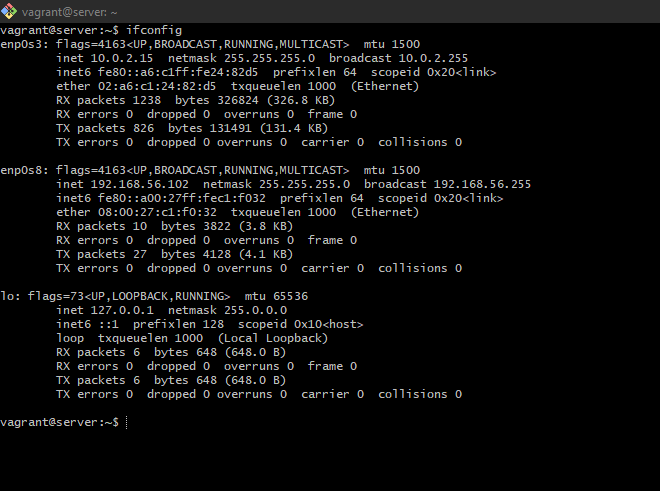 vagrant@server: ~
vagrant@server:~$ ifconfig
enp0s3: flags=4163<UP,BROADCAST,RUNNING,MULTICAST>  mtu 1500
        inet 10.0.2.15  netmask 255.255.255.0  broadcast 10.0.2.255
        inet6 fe80::a6:c1ff:fe24:82d5  prefixlen 64  scopeid 0x20<link>
        ether 02:a6:c1:24:82:d5  txqueuelen 1000  (Ethernet)
        RX packets 1238  bytes 326824 (326.8 KB)
        RX errors 0  dropped 0  overruns 0  frame 0
        TX packets 826  bytes 131491 (131.4 KB)
        TX errors 0  dropped 0 overruns 0  carrier 0  collisions 0
enp0s8: flags=4163<UP,BROADCAST,RUNNING,MULTICAST>  mtu 1500
        inet 192.168.56.102  netmask 255.255.255.0  broadcast 192.168.56.255
        inet6 fe80::a00:27ff:fec1:f032  prefixlen 64  scopeid 0x20<link>
        ether 08:00:27:c1:f0:32  txqueuelen 1000  (Ethernet)
        RX packets 10  bytes 3822 (3.8 KB)
        RX errors 0  dropped 0  overruns 0  frame 0
        TX packets 27  bytes 4128 (4.1 KB)
        TX errors 0  dropped 0 overruns 0  carrier 0  collisions 0
lo: flags=73<UP,LOOPBACK,RUNNING>  mtu 65536
        inet 127.0.0.1  netmask 255.0.0.0
        inet6 ::1  prefixlen 128  scopeid 0x10<host>
        loop  txqueuelen 1000  (Local Loopback)
        RX packets 6  bytes 648 (648.0 B)
        RX errors 0  dropped 0  overruns 0  frame 0
        TX packets 6  bytes 648 (648.0 B)
        TX errors 0  dropped 0 overruns 0  carrier 0  collisions 0
vagrant@server:~$